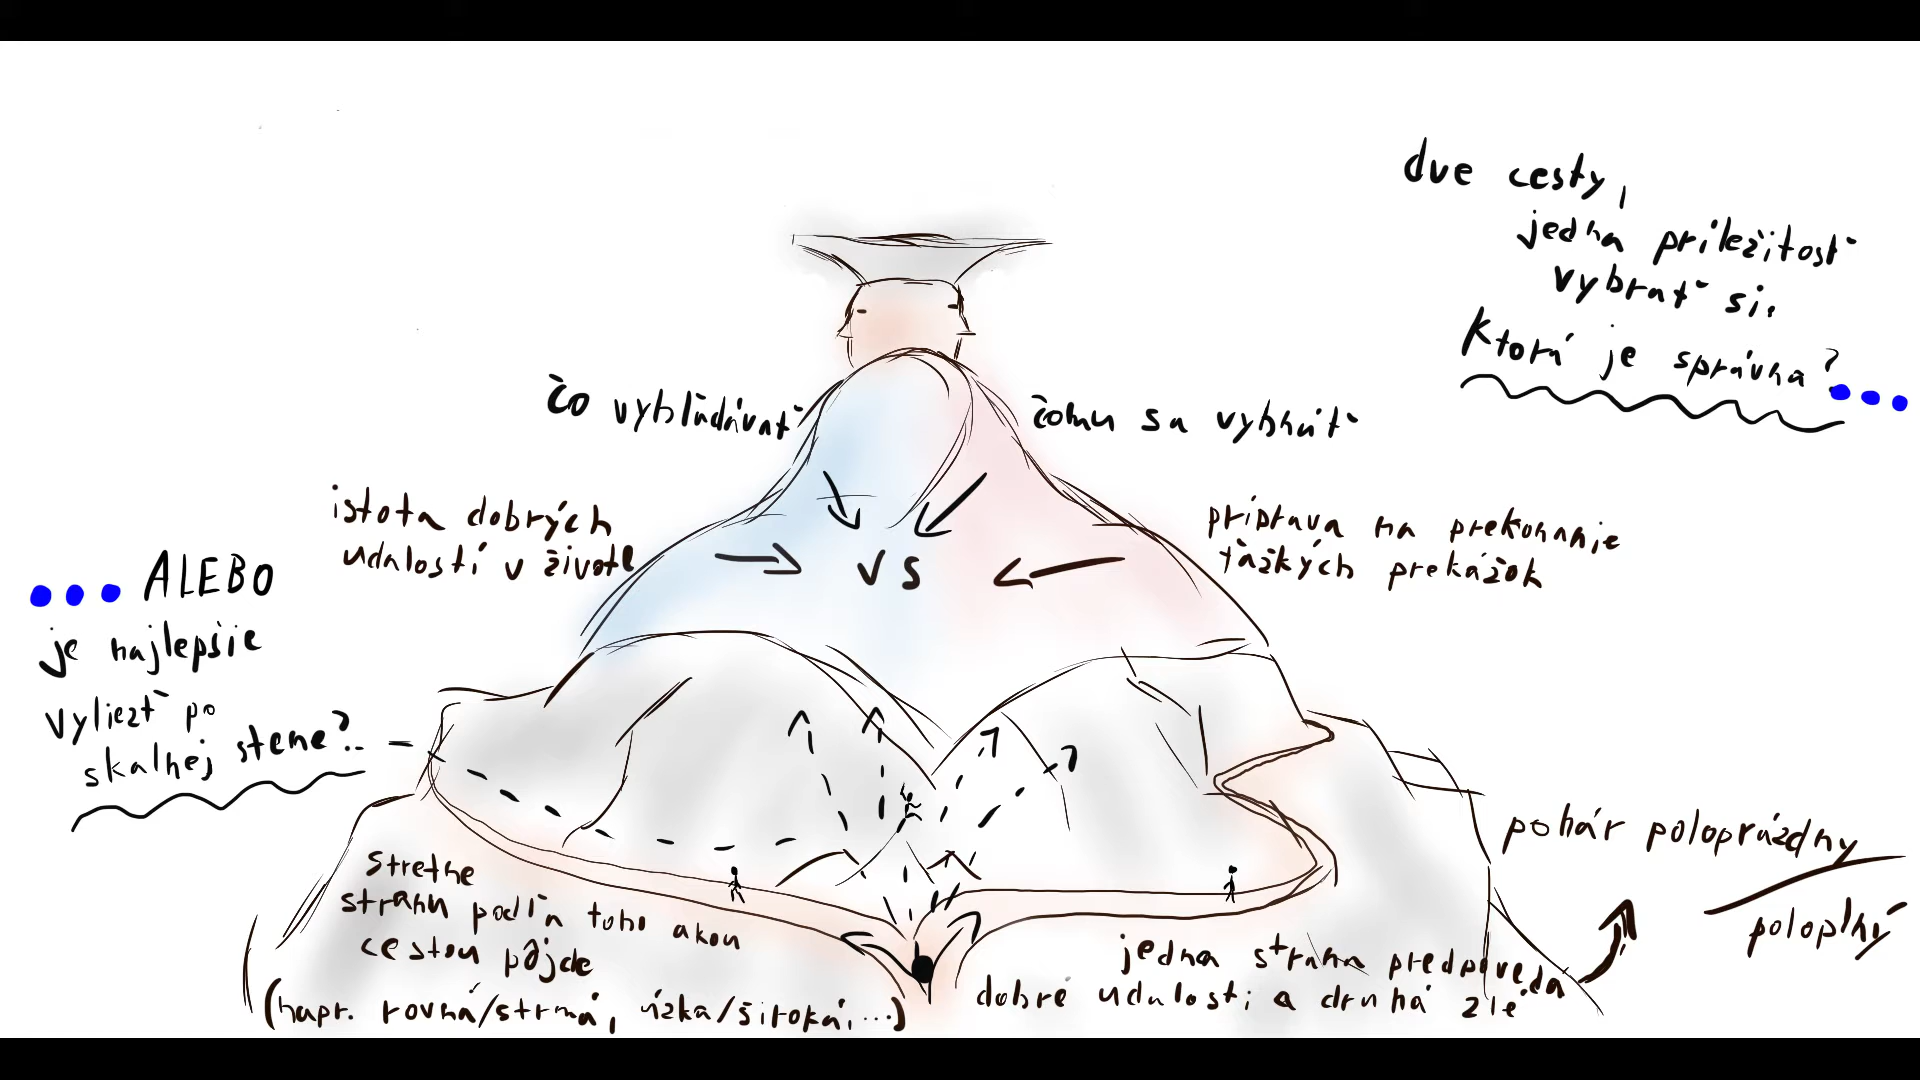 dve cesty,
jedna príležitosť
vybrať si.
Ktorá je správna?...
čo vyhľadávať
čomu sa vyhnúť
istota dobrých
udalostí v živote
vs
príprava na prekonanie
ťažkých prekážok
... ALEBO
je najlepšie
vyliezť po
skalnej stene?..
pohár poloprázdny
poloplný
stretne
stranu podľa toho akou
cestou pôjde
(napr. rovná/strmá, úzka/široká,...)
jedna strana predpovedá
dobré udalosti a druhá zlé